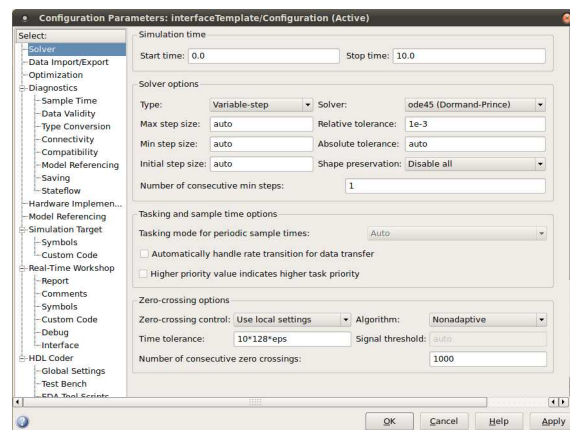 Configuration Parameters: interfaceTemplate/Configuration (Active)
Select:
Solver
Data Import/Export
Optimization
Diagnostics
Sample Time
Data Validity
Type Conversion
Connectivity
Compatibility
Model Referencing
Saving
Stateflow
Hardware Implemen...
Model Referencing
Simulation Target
Symbols
Custom Code
Real-Time Workshop
Report
Comments
Symbols
Custom Code
Debug
Interface
HDL Coder
Global Settings
Test Bench
EDA Tool Scripts
Simulation time
Start time: 0.0 Stop time: 10.0
Solver options
Type: Variable-step Solver: ode45 (Dormand-Prince)
Max step size: auto Relative tolerance: 1e-3
Min step size: auto Absolute tolerance: auto
Initial step size: auto Shape preservation: Disable all
Number of consecutive min steps: 1
Tasking and sample time options
Tasking mode for periodic sample times: Auto
Automatically handle rate transition for data transfer
Higher priority value indicates higher task priority
Zero-crossing options
Zero-crossing control: Use local settings Algorithm: Nonadaptive
Time tolerance: 10*128*eps Signal threshold: auto
Number of consecutive zero crossings: 1000
OK Cancel Help Apply